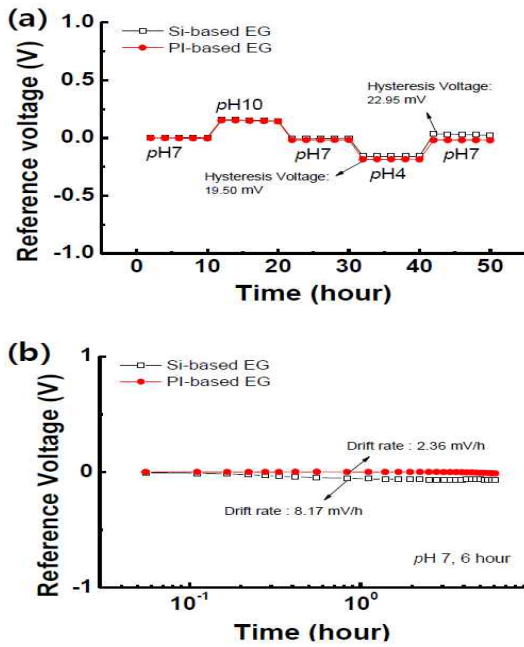 (a)
Si-based EG
PI-based EG
Reference voltage (V)
1.0
0.5
0.0
-0.5
-1.0
pH7
pH10
pH7
pH4
pH7
Hysteresis Voltage:
22.95 mV
Hysteresis Voltage:
19.50 mV
0 10 20 30 40 50
Time (hour)
(b)
Si-based EG
PI-based EG
Reference Voltage (V)
1
0
-1
Drift rate : 2.36 mV/h
Drift rate : 8.17 mV/h
pH 7, 6 hour
10⁻¹ 10⁰ 10¹
Time (hour)